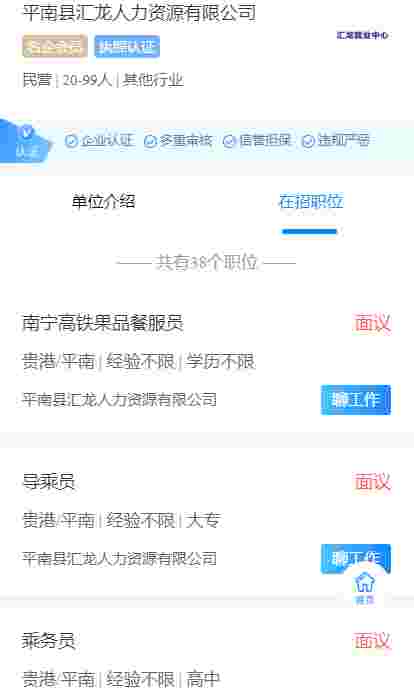 平南县汇龙人力资源有限公司
汇龙就业中心
名企会员 执照认证
民营 | 20-99人 | 其他行业
认证 企业认证 多重审核 信誉担保 违规严惩
单位介绍 在招职位
共有38个职位
南宁高铁果品餐服员 面议
贵港/平南 | 经验不限 | 学历不限
平南县汇龙人力资源有限公司 聊工作
导乘员 面议
贵港/平南 | 经验不限 | 大专
平南县汇龙人力资源有限公司 聊工作
首页
乘务员 面议
贵港/平南 | 经验不限 | 高中